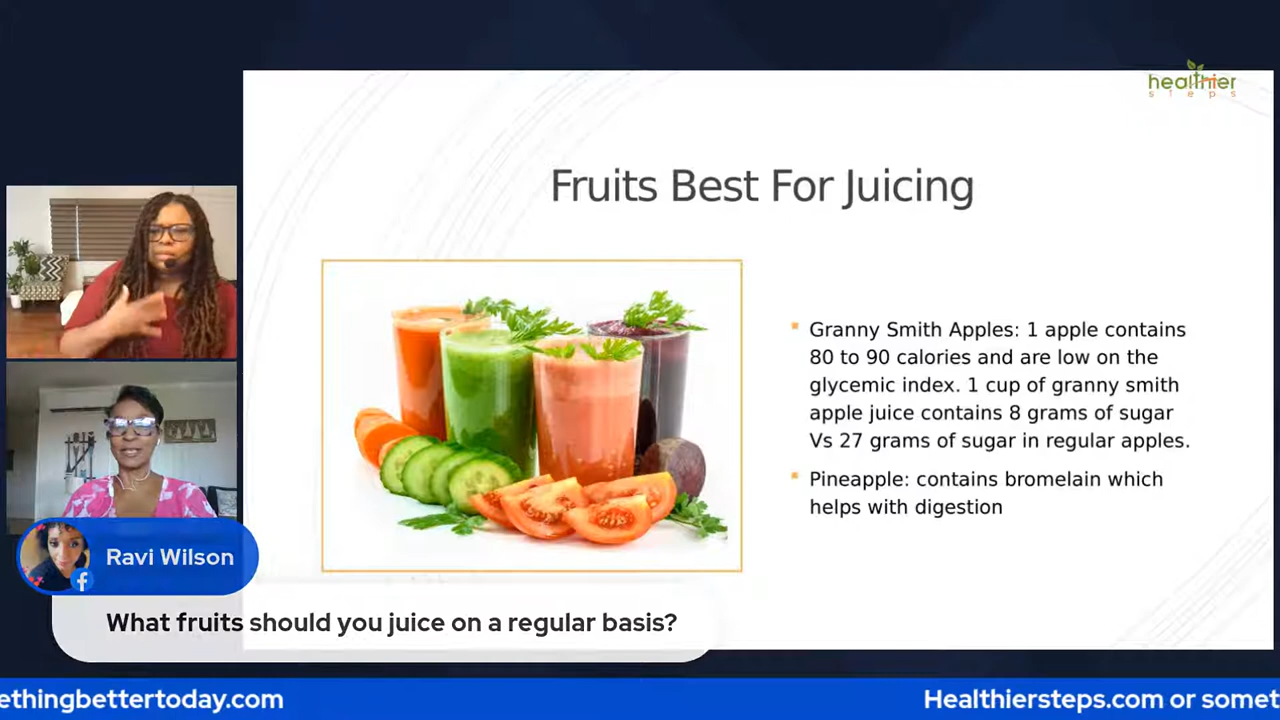 healthier
steps
Fruits Best For Juicing
Granny Smith Apples: 1 apple contains
80 to 90 calories and are low on the
glycemic index. 1 cup of granny smith
apple juice contains 8 grams of sugar
Vs 27 grams of sugar in regular apples.
Pineapple: contains bromelain which
helps with digestion
Ravi Wilson
What fruits should you juice on a regular basis?
ethingbettertoday.com
Healthiersteps.com or somet